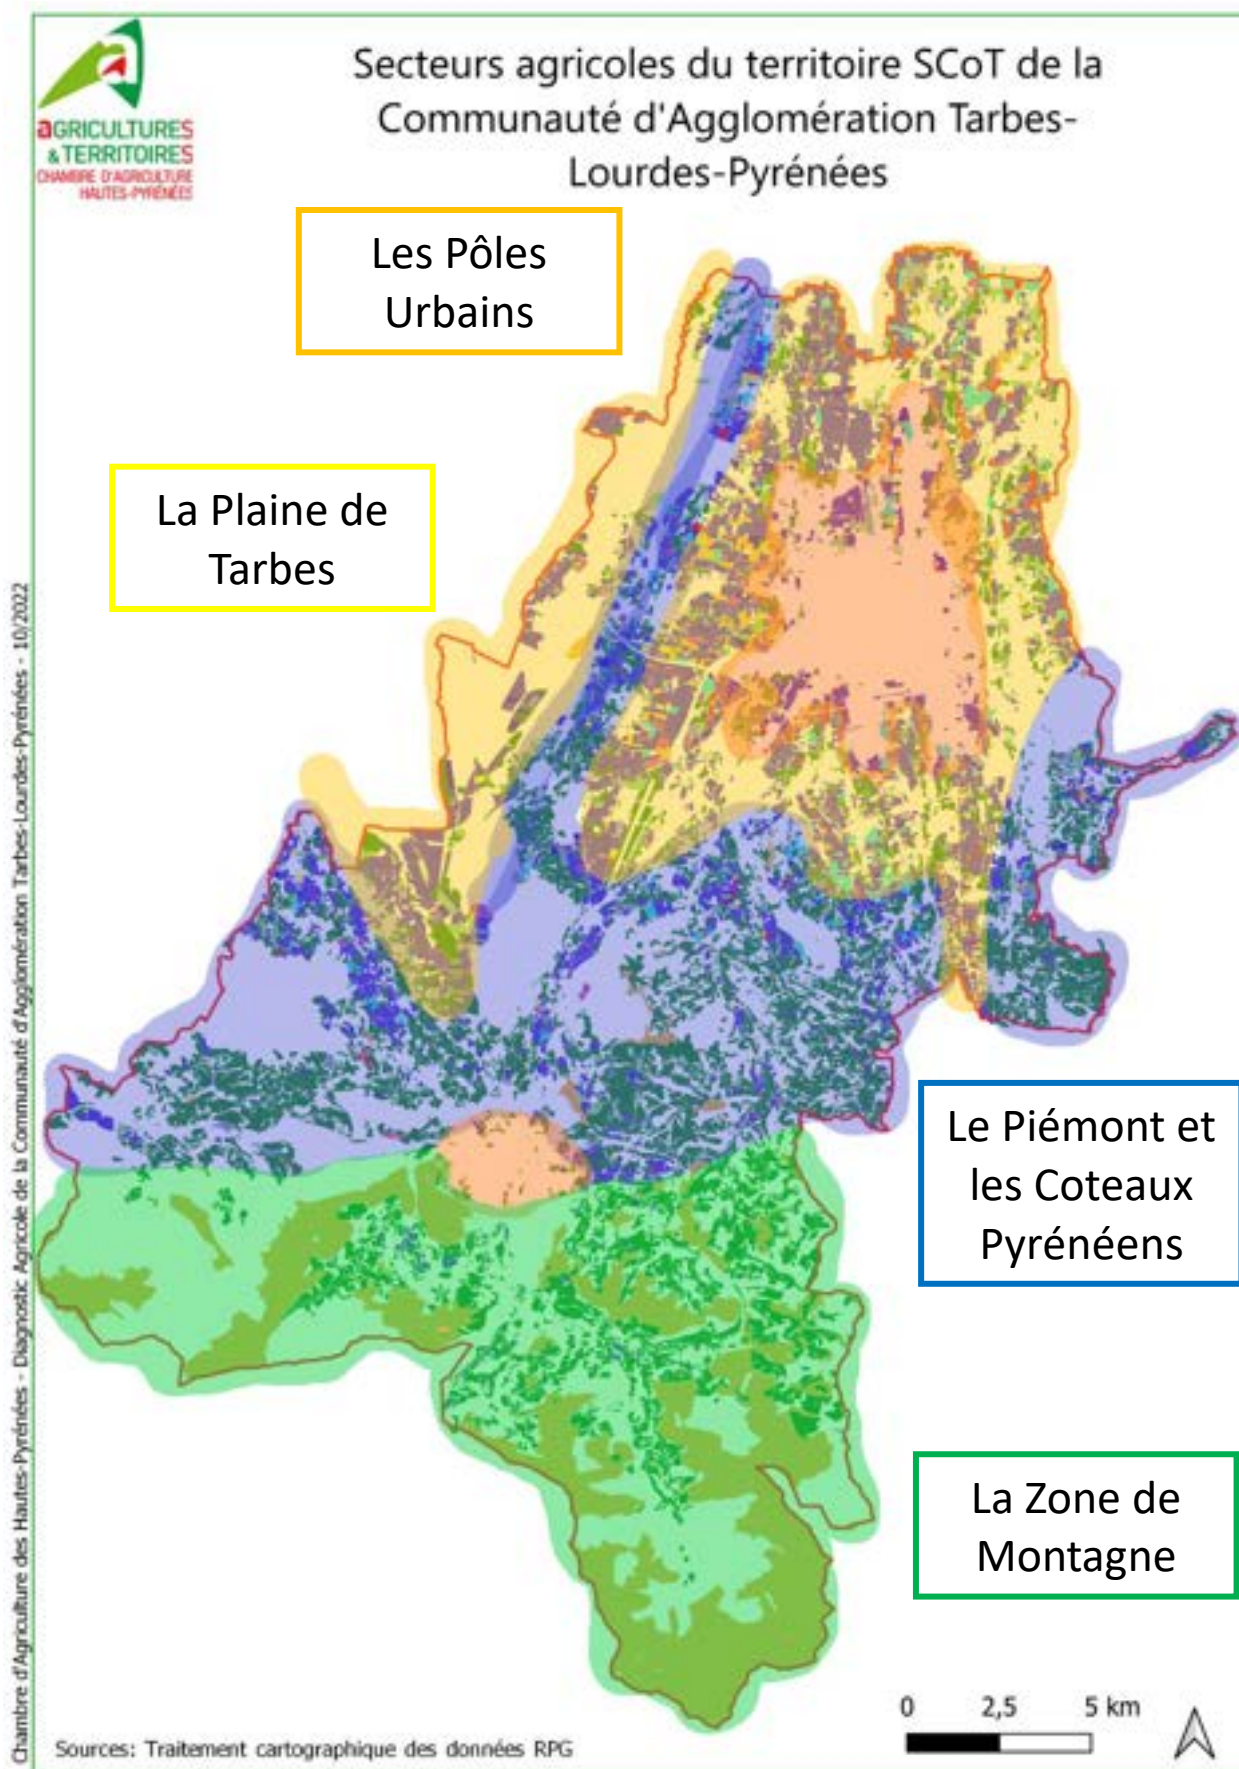 Secteurs agricoles du territoire SCoT de la
Communauté d'Agglomération Tarbes-
Lourdes-Pyrénées
aGRICULTURES
& TERRITOIRES
CHAMBRE D'AGRICULTURE
HAUTES-PYRÉNÉES
Les Pôles
Urbains
La Plaine de
Tarbes
Le Piémont et
les Coteaux
Pyrénéens
La Zone de
Montagne
0 2,5 5 km
Sources: Traitement cartographique des données RPG
Chambre d'Agriculture des Hautes-Pyrénées - Diagnostic Agricole de la Communauté d'Agglomération Tarbes-Lourdes-Pyrénées - 10/2022